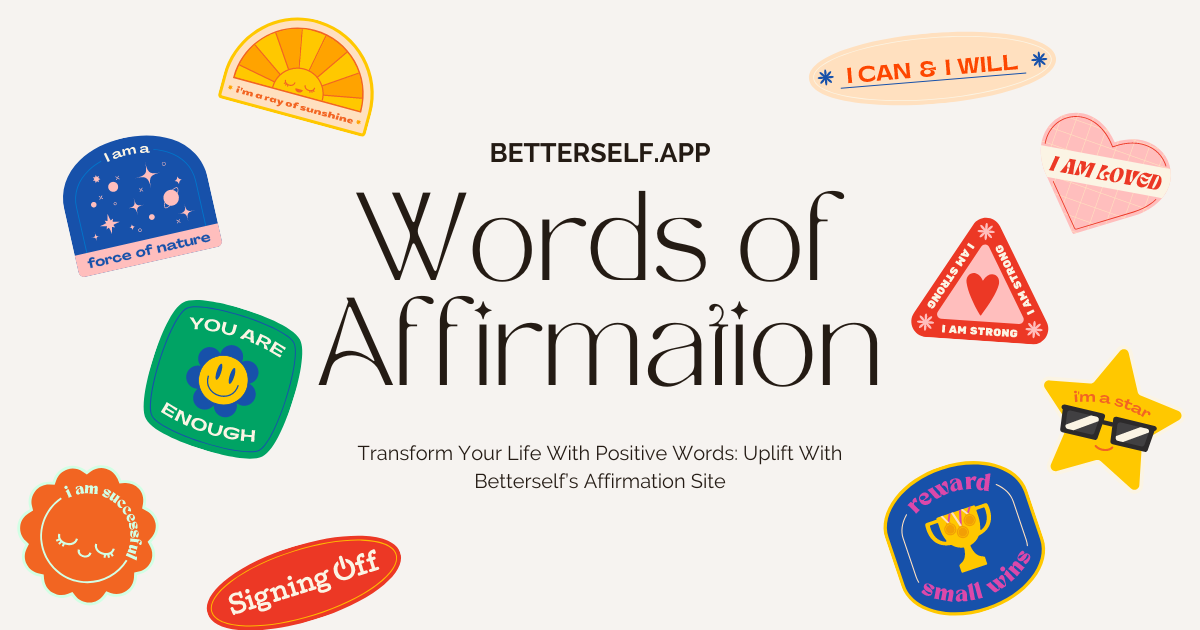 i'm a ray of sunshine
I CAN & I WILL
I am a
force of nature
BETTERSELF.APP
I AM LOVED
Words of
Affirmation
I AM STRONG
I AM STRONG
I AM STRONG
YOU ARE
ENOUGH
i'm a star
Transform Your Life With Positive Words: Uplift With
Betterself's Affirmation Site
i am successful
reward
small wins
Signing Off